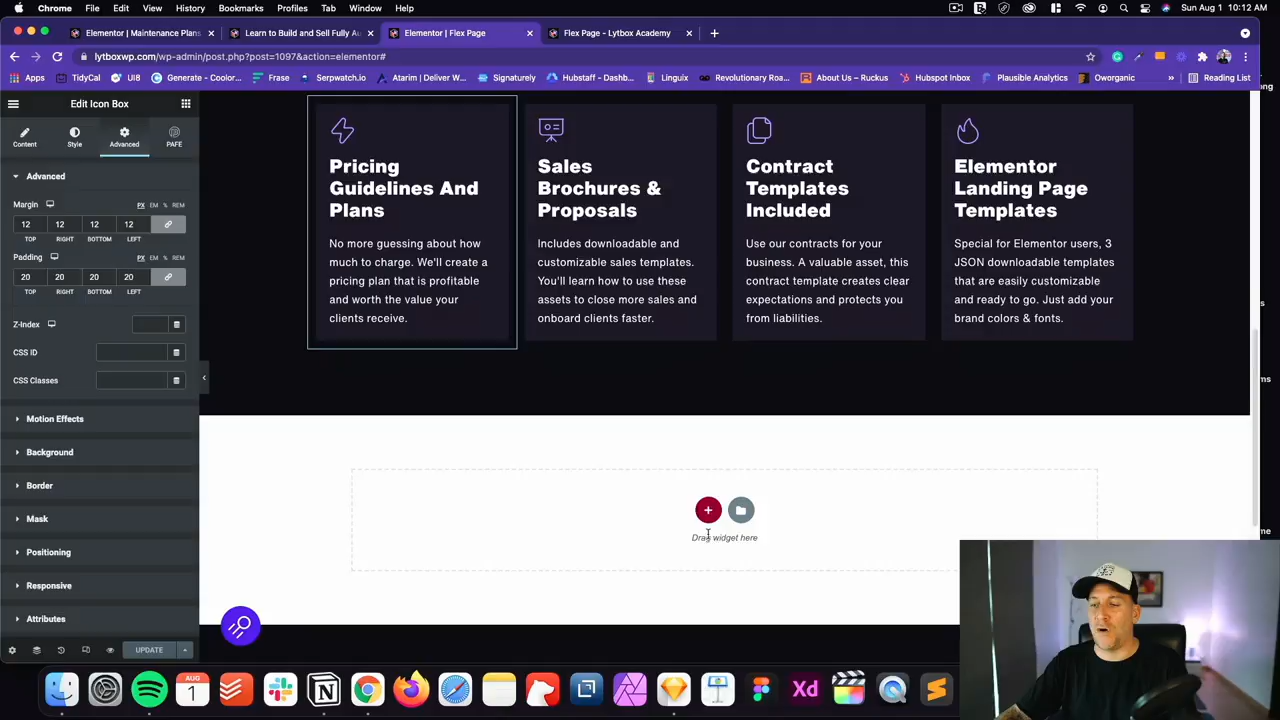 Chrome File Edit View History Bookmarks Profiles Tab Window Help
Sun Aug 1 10:12 AM
Elementor | Maintenance Plans
Learn to Build and Sell Fully Au
Elementor | Flex Page
Flex Page - Lytbox Academy
lytboxwp.com/wp-admin/post.php?post=1097&action=elementor#
Apps TidyCal UI8 Generate - Coolor... Frase Serpwatch.io Atarim | Deliver W... Signaturely Hubstaff - Dashb... Linguix Revolutionary Roa... About Us – Ruckus Hubspot Inbox Plausible Analytics Oworganic » Reading List
Edit Icon Box
Content Style Advanced PAFE
Advanced
Margin PX EM % REM
12 12 12 12
TOP RIGHT BOTTOM LEFT
Padding PX EM % REM
20 20 20 20
TOP RIGHT BOTTOM LEFT
Z-Index
CSS ID
CSS Classes
Motion Effects
Background
Border
Mask
Positioning
Responsive
Attributes
UPDATE
Pricing
Guidelines And
Plans
No more guessing about how
much to charge. We'll create a
pricing plan that is profitable
and worth the value your
clients receive.
Sales
Brochures &
Proposals
Includes downloadable and
customizable sales templates.
You'll learn how to use these
assets to close more sales and
onboard clients faster.
Contract
Templates
Included
Use our contracts for your
business. A valuable asset, this
contract template creates clear
expectations and protects you
from liabilities.
Elementor
Landing Page
Templates
Special for Elementor users, 3
JSON downloadable templates
that are easily customizable
and ready to go. Just add your
brand colors & fonts.
Drag widget here
AUG
1
Xd